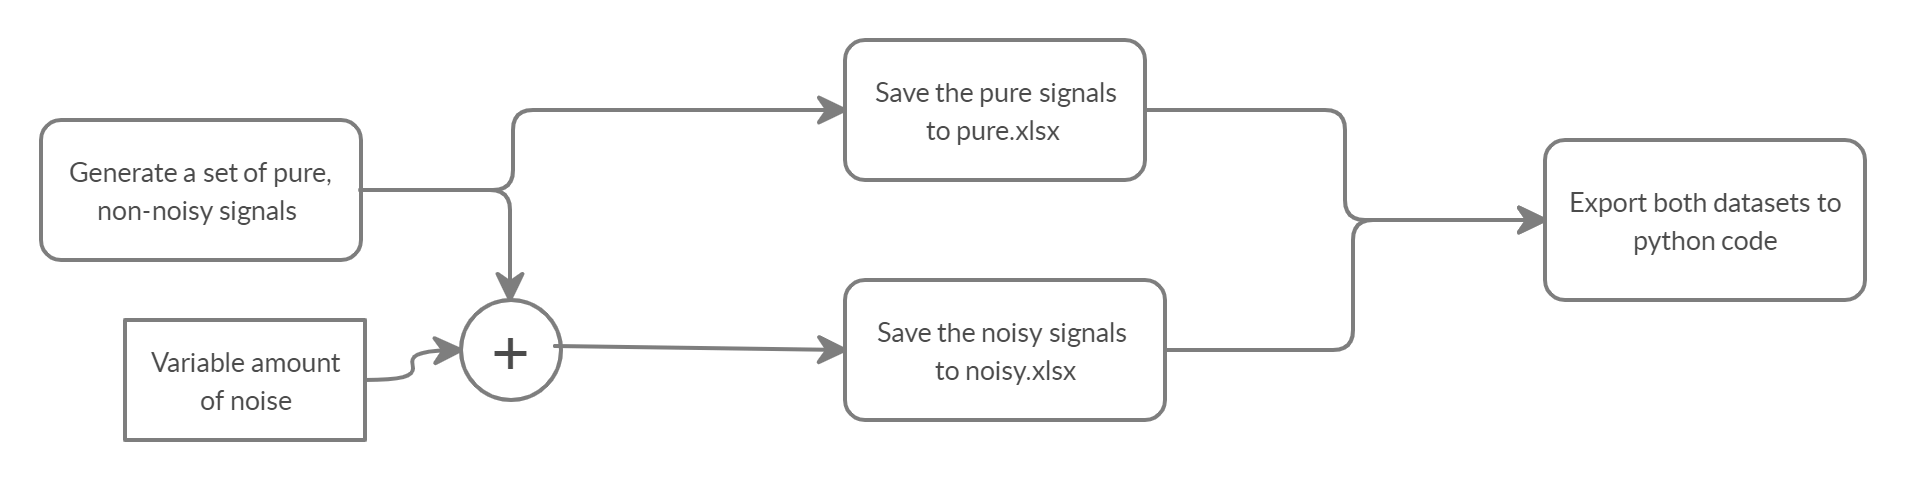 Generate a set of pure,
non-noisy signals
Variable amount
of noise
+
Save the pure signals
to pure.xlsx
Save the noisy signals
to noisy.xlsx
Export both datasets to
python code